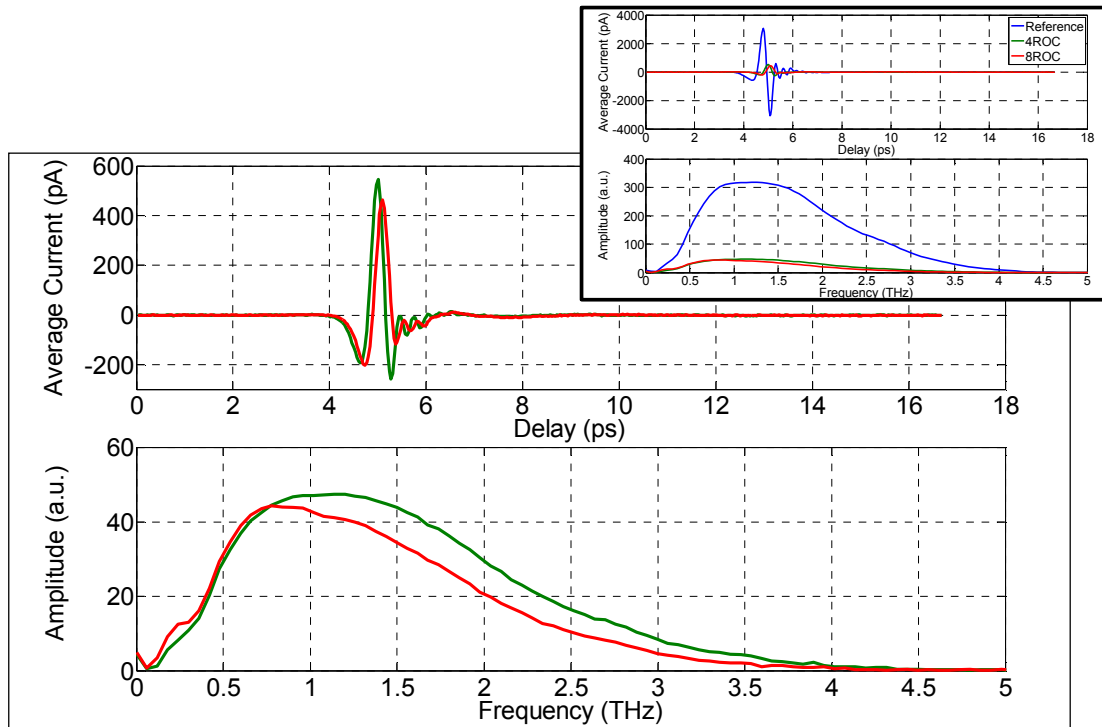 4000
2000
0
-2000
-4000
Average Current (pA)
Reference
4ROC
8ROC
0 2 4 6 8 10 12 14 16 18
Delay (ps)
400
300
200
100
0
Amplitude (a.u.)
0 0.5 1 1.5 2 2.5 3 3.5 4 4.5 5
Frequency (THz)
600
400
200
0
-200
Average Current (pA)
0 2 4 6 8 10 12 14 16 18
Delay (ps)
60
40
20
0
Amplitude (a.u.)
0 0.5 1 1.5 2 2.5 3 3.5 4 4.5 5
Frequency (THz)